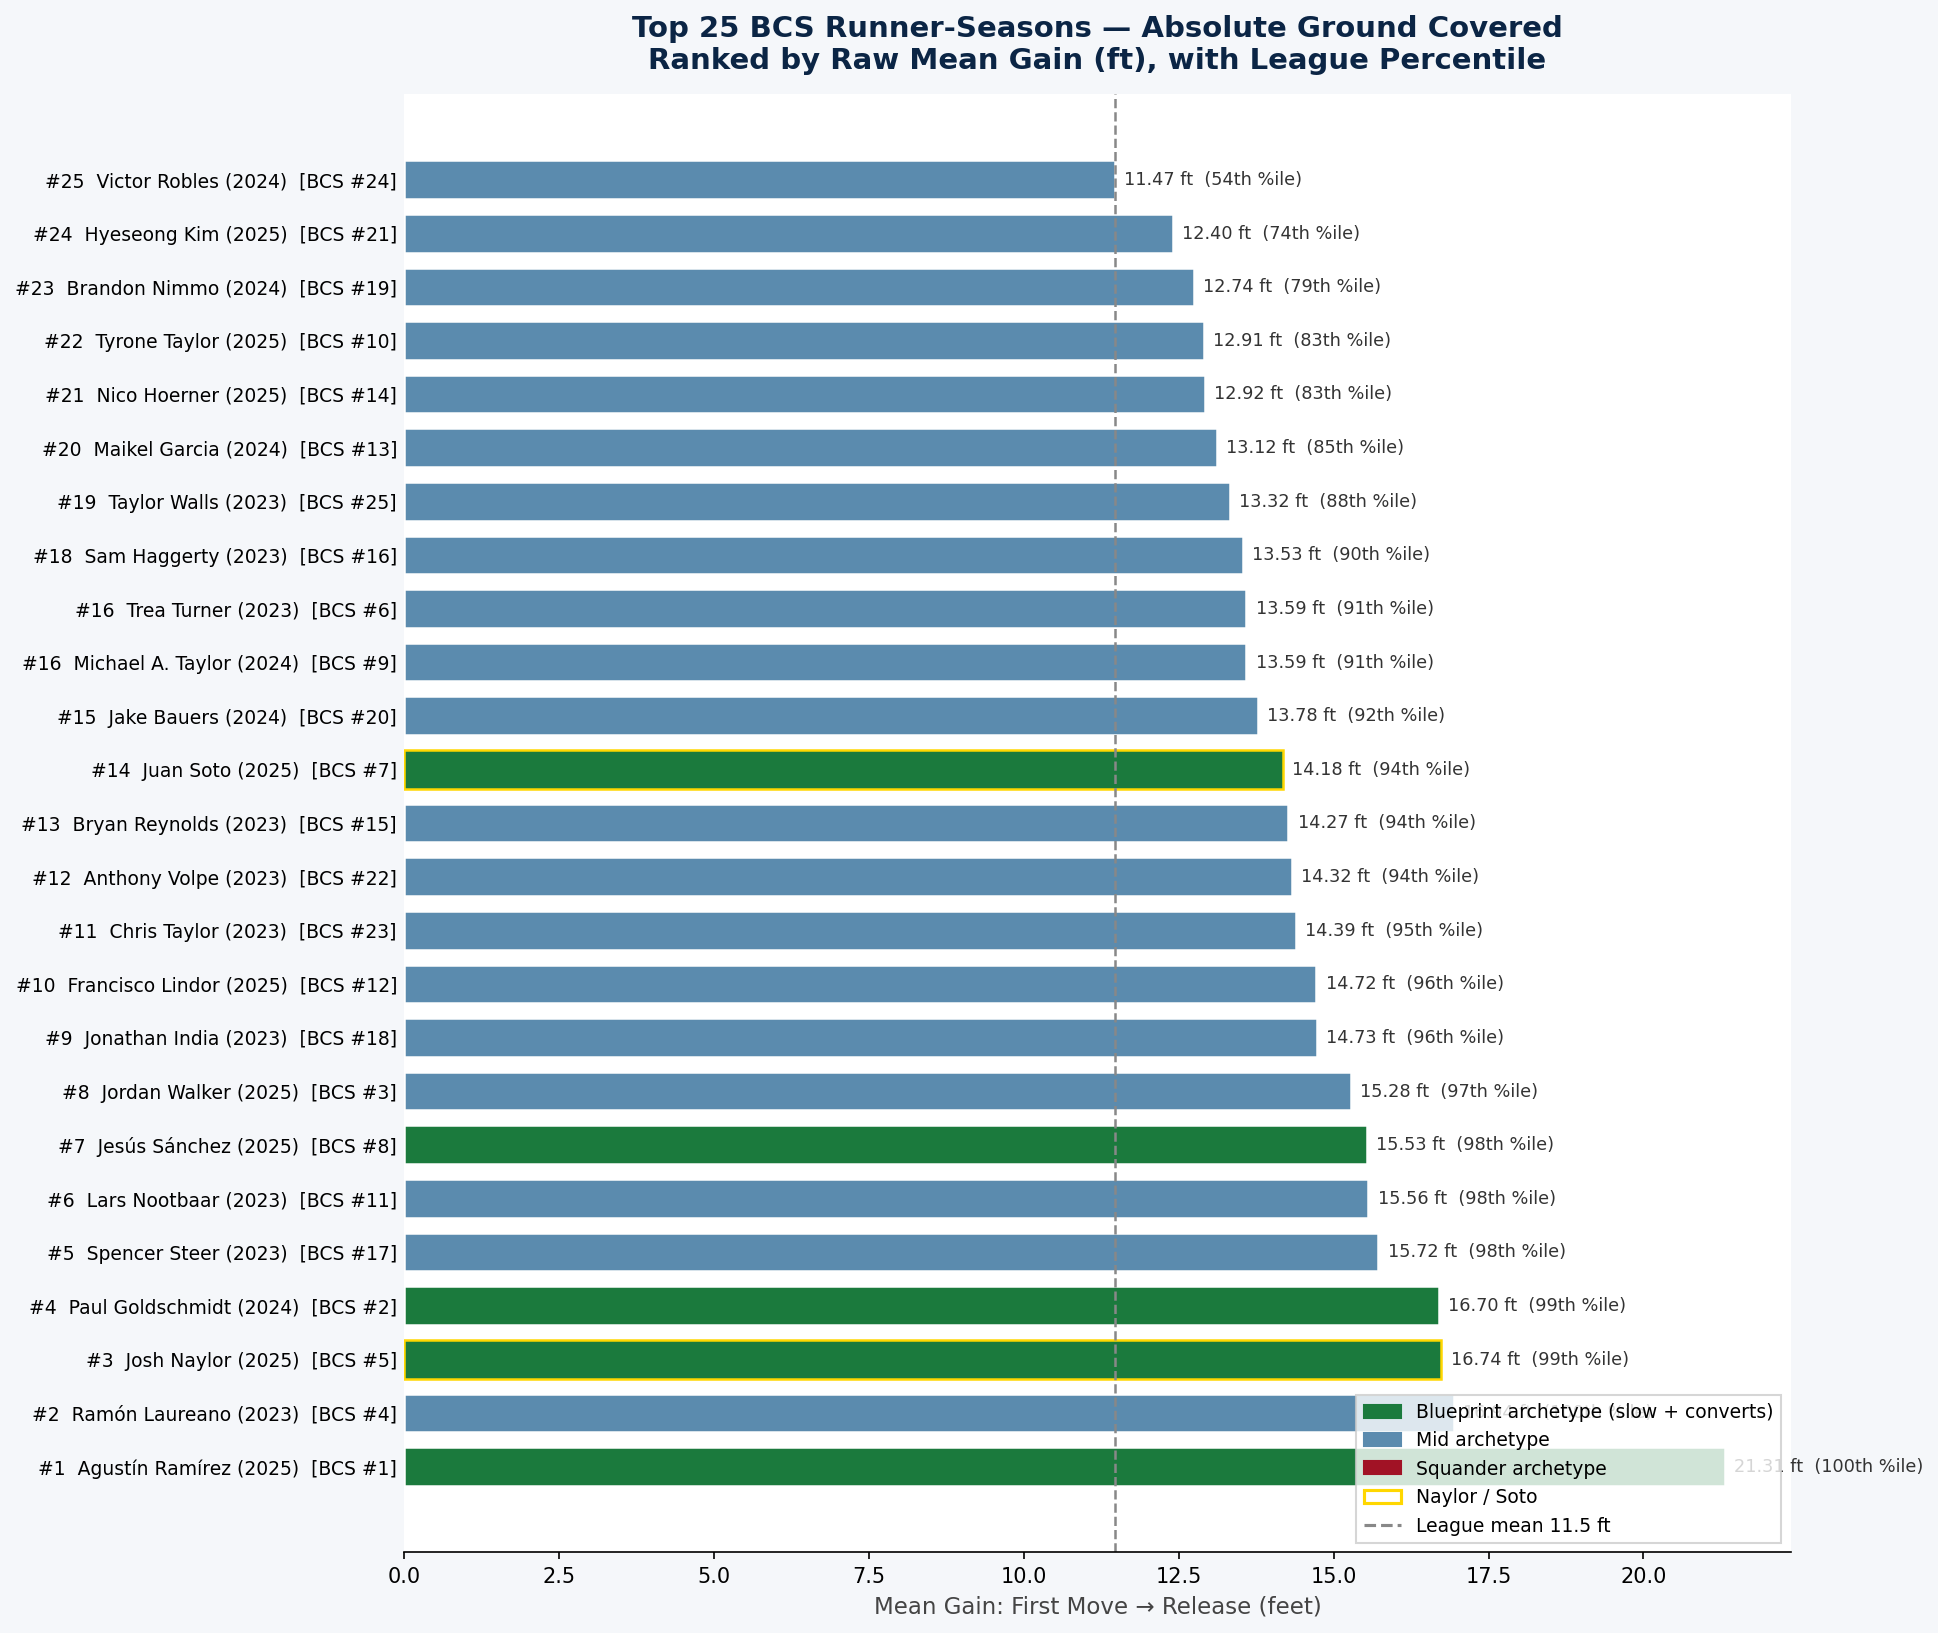 Top 25 BCS Runner-Seasons — Absolute Ground Covered
Ranked by Raw Mean Gain (ft), with League Percentile
#25 Victor Robles (2024) [BCS #24] 11.47 ft (54th %ile)
#24 Hyeseong Kim (2025) [BCS #21] 12.40 ft (74th %ile)
#23 Brandon Nimmo (2024) [BCS #19] 12.74 ft (79th %ile)
#22 Tyrone Taylor (2025) [BCS #10] 12.91 ft (83th %ile)
#21 Nico Hoerner (2025) [BCS #14] 12.92 ft (83th %ile)
#20 Maikel Garcia (2024) [BCS #13] 13.12 ft (85th %ile)
#19 Taylor Walls (2023) [BCS #25] 13.32 ft (88th %ile)
#18 Sam Haggerty (2023) [BCS #16] 13.53 ft (90th %ile)
#16 Trea Turner (2023) [BCS #6] 13.59 ft (91th %ile)
#16 Michael A. Taylor (2024) [BCS #9] 13.59 ft (91th %ile)
#15 Jake Bauers (2024) [BCS #20] 13.78 ft (92th %ile)
#14 Juan Soto (2025) [BCS #7] 14.18 ft (94th %ile)
#13 Bryan Reynolds (2023) [BCS #15] 14.27 ft (94th %ile)
#12 Anthony Volpe (2023) [BCS #22] 14.32 ft (94th %ile)
#11 Chris Taylor (2023) [BCS #23] 14.39 ft (95th %ile)
#10 Francisco Lindor (2025) [BCS #12] 14.72 ft (96th %ile)
#9 Jonathan India (2023) [BCS #18] 14.73 ft (96th %ile)
#8 Jordan Walker (2025) [BCS #3] 15.28 ft (97th %ile)
#7 Jesús Sánchez (2025) [BCS #8] 15.53 ft (98th %ile)
#6 Lars Nootbaar (2023) [BCS #11] 15.56 ft (98th %ile)
#5 Spencer Steer (2023) [BCS #17] 15.72 ft (98th %ile)
#4 Paul Goldschmidt (2024) [BCS #2] 16.70 ft (99th %ile)
#3 Josh Naylor (2025) [BCS #5] 16.74 ft (99th %ile)
#2 Ramón Laureano (2023) [BCS #4]
#1 Agustín Ramírez (2025) [BCS #1] 21.31 ft (100th %ile)
Blueprint archetype (slow + converts)
Mid archetype
Squander archetype
Naylor / Soto
League mean 11.5 ft
0.0 2.5 5.0 7.5 10.0 12.5 15.0 17.5 20.0
Mean Gain: First Move → Release (feet)